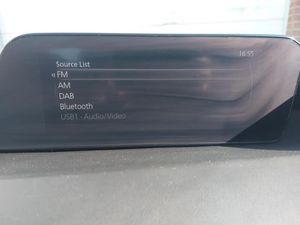 16:55
Source List
« FM
AM
DAB
Bluetooth
USB1 - Audio/Video